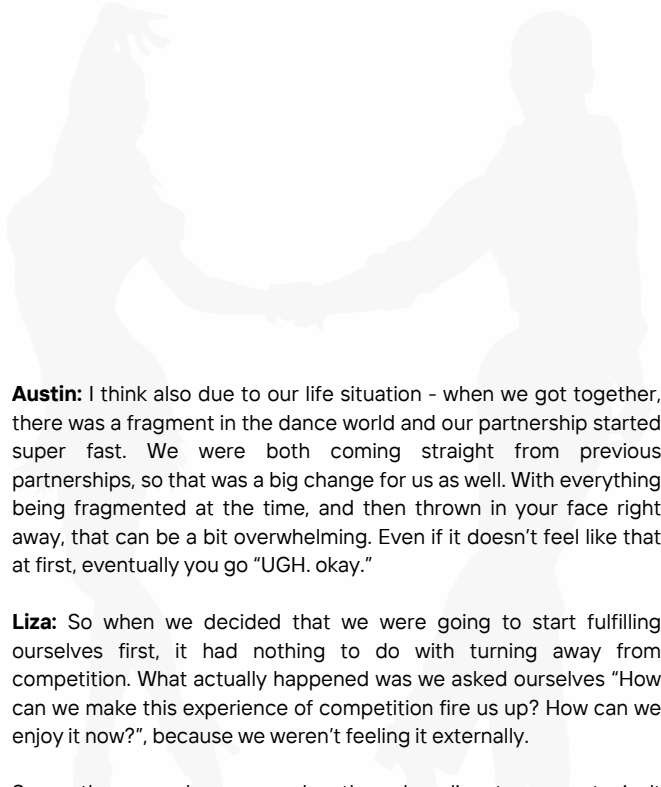 Austin: I think also due to our life situation - when we got together,
there was a fragment in the dance world and our partnership started
super fast. We were both coming straight from previous
partnerships, so that was a big change for us as well. With everything
being fragmented at the time, and then thrown in your face right
away, that can be a bit overwhelming. Even if it doesn’t feel like that
at first, eventually you go “UGH. okay.”
Liza: So when we decided that we were going to start fulfilling
ourselves first, it had nothing to do with turning away from
competition. What actually happened was we asked ourselves “How
can we make this experience of competition fire us up? How can we
enjoy it now?”, because we weren’t feeling it externally.